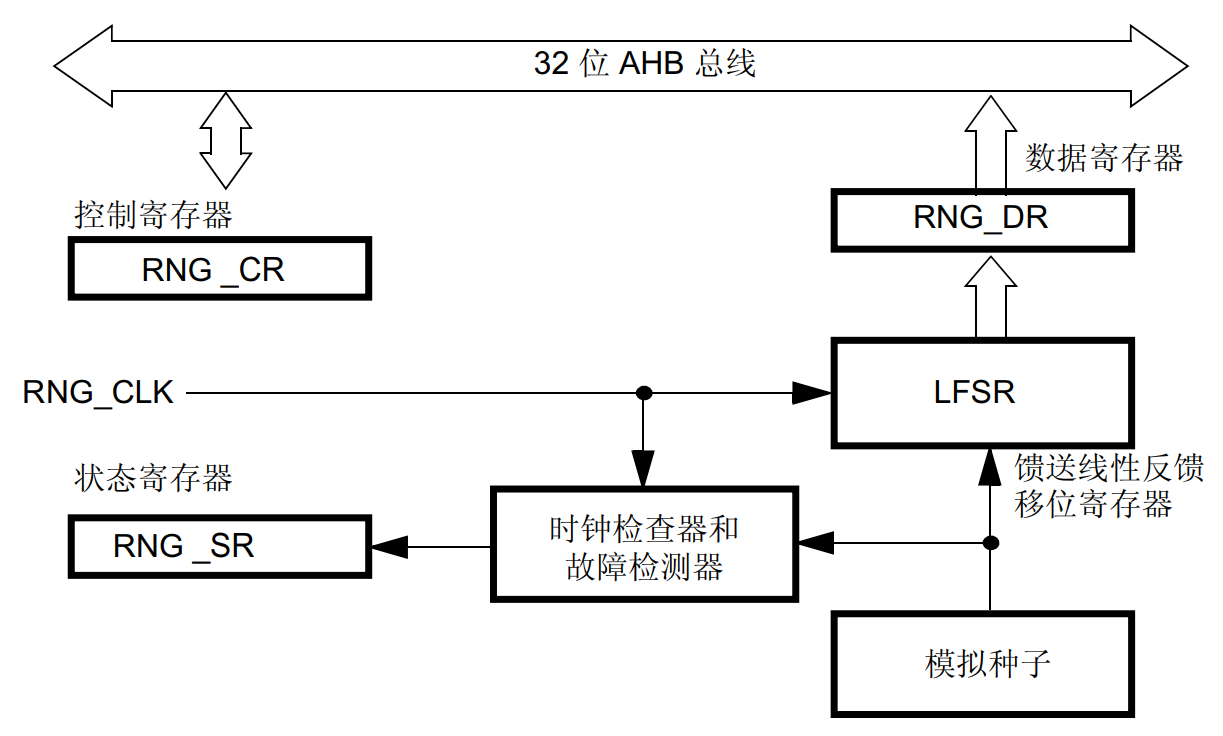 32 位 AHB 总线
数据寄存器
RNG_DR
控制寄存器
RNG _CR
RNG_CLK
LFSR
馈送线性反馈
移位寄存器
状态寄存器
RNG _SR
时钟检查器和
故障检测器
模拟种子